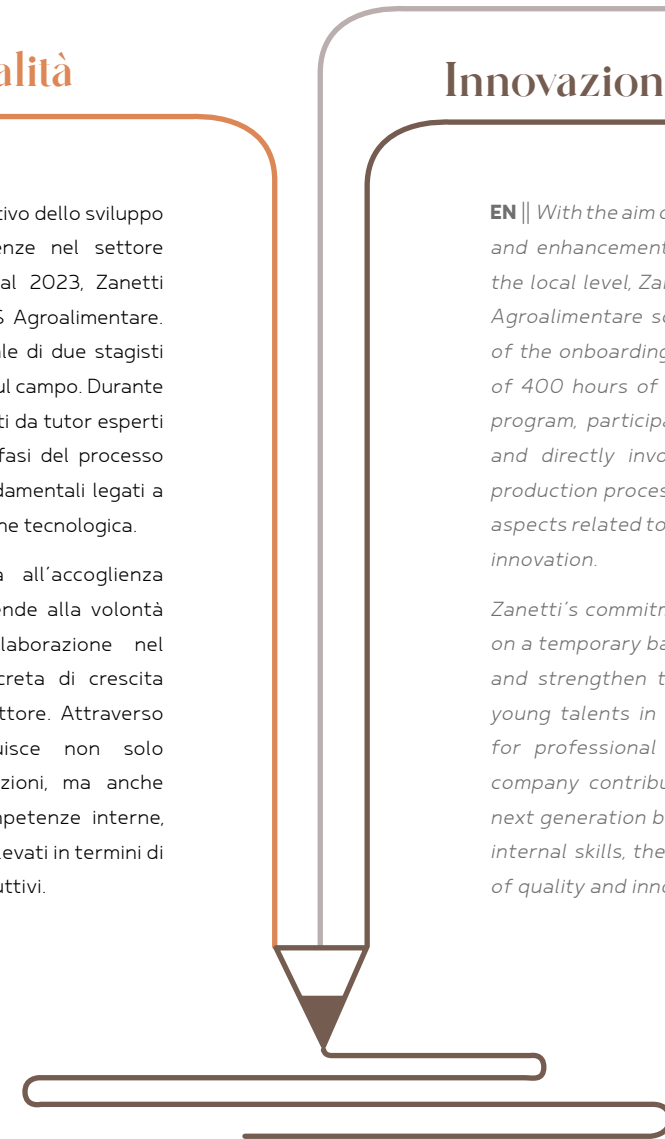 alità
tivo dello sviluppo
enze nel settore
al 2023, Zanetti
S Agroalimentare.
le di due stagisti
ul campo. Durante
ti da tutor esperti
fasi del processo
damentali legati a
ne tecnologica.
a all’accoglienza
ende alla volontà
laborazione nel
creta di crescita
ttore. Attraverso
uisce non solo
zioni, ma anche
mpetenze interne,
levati in termini di
uttivi.
Innovazion
EN || With the aim o
and enhancement
the local level, Za
Agroalimentare sc
of the onboarding
of 400 hours of
program, participa
and directly invo
production proces
aspects related to
innovation.
Zanetti’s commitm
on a temporary ba
and strengthen t
young talents in
for professional
company contribu
next generation b
internal skills, the
of quality and inno